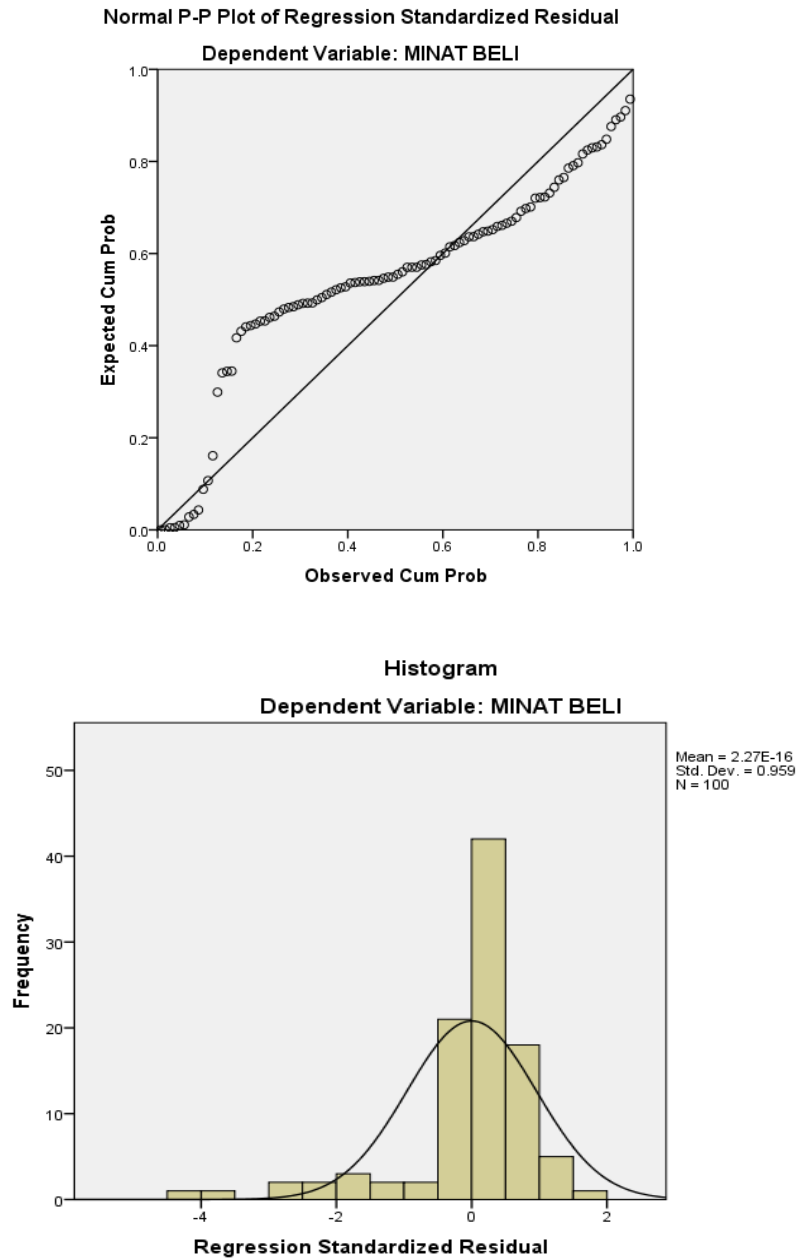 Normal P-P Plot of Regression Standardized Residual
Dependent Variable: MINAT BELI
1.0
0.8
0.6
0.4
0.2
0.0
Expected Cum Prob
0.0 0.2 0.4 0.6 0.8 1.0
Observed Cum Prob
Histogram
Dependent Variable: MINAT BELI
Mean = 2.27E-16
Std. Dev. = 0.959
N = 100
50
40
30
20
10
0
Frequency
-4 -2 0 2
Regression Standardized Residual